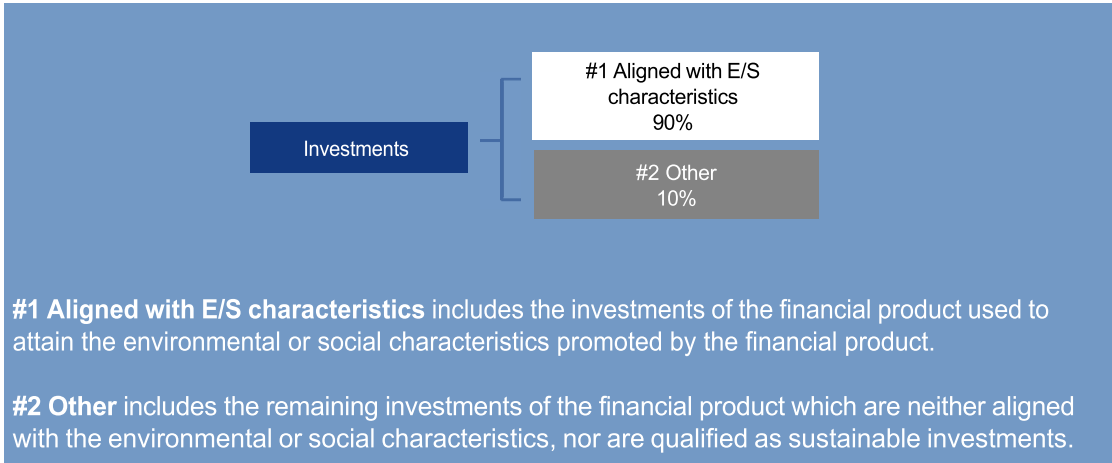 #1 Aligned with E/S
characteristics
90%
Investments
#2 Other
10%
#1 Aligned with E/S characteristics includes the investments of the financial product used to
attain the environmental or social characteristics promoted by the financial product.
#2 Other includes the remaining investments of the financial product which are neither aligned
with the environmental or social characteristics, nor are qualified as sustainable investments.